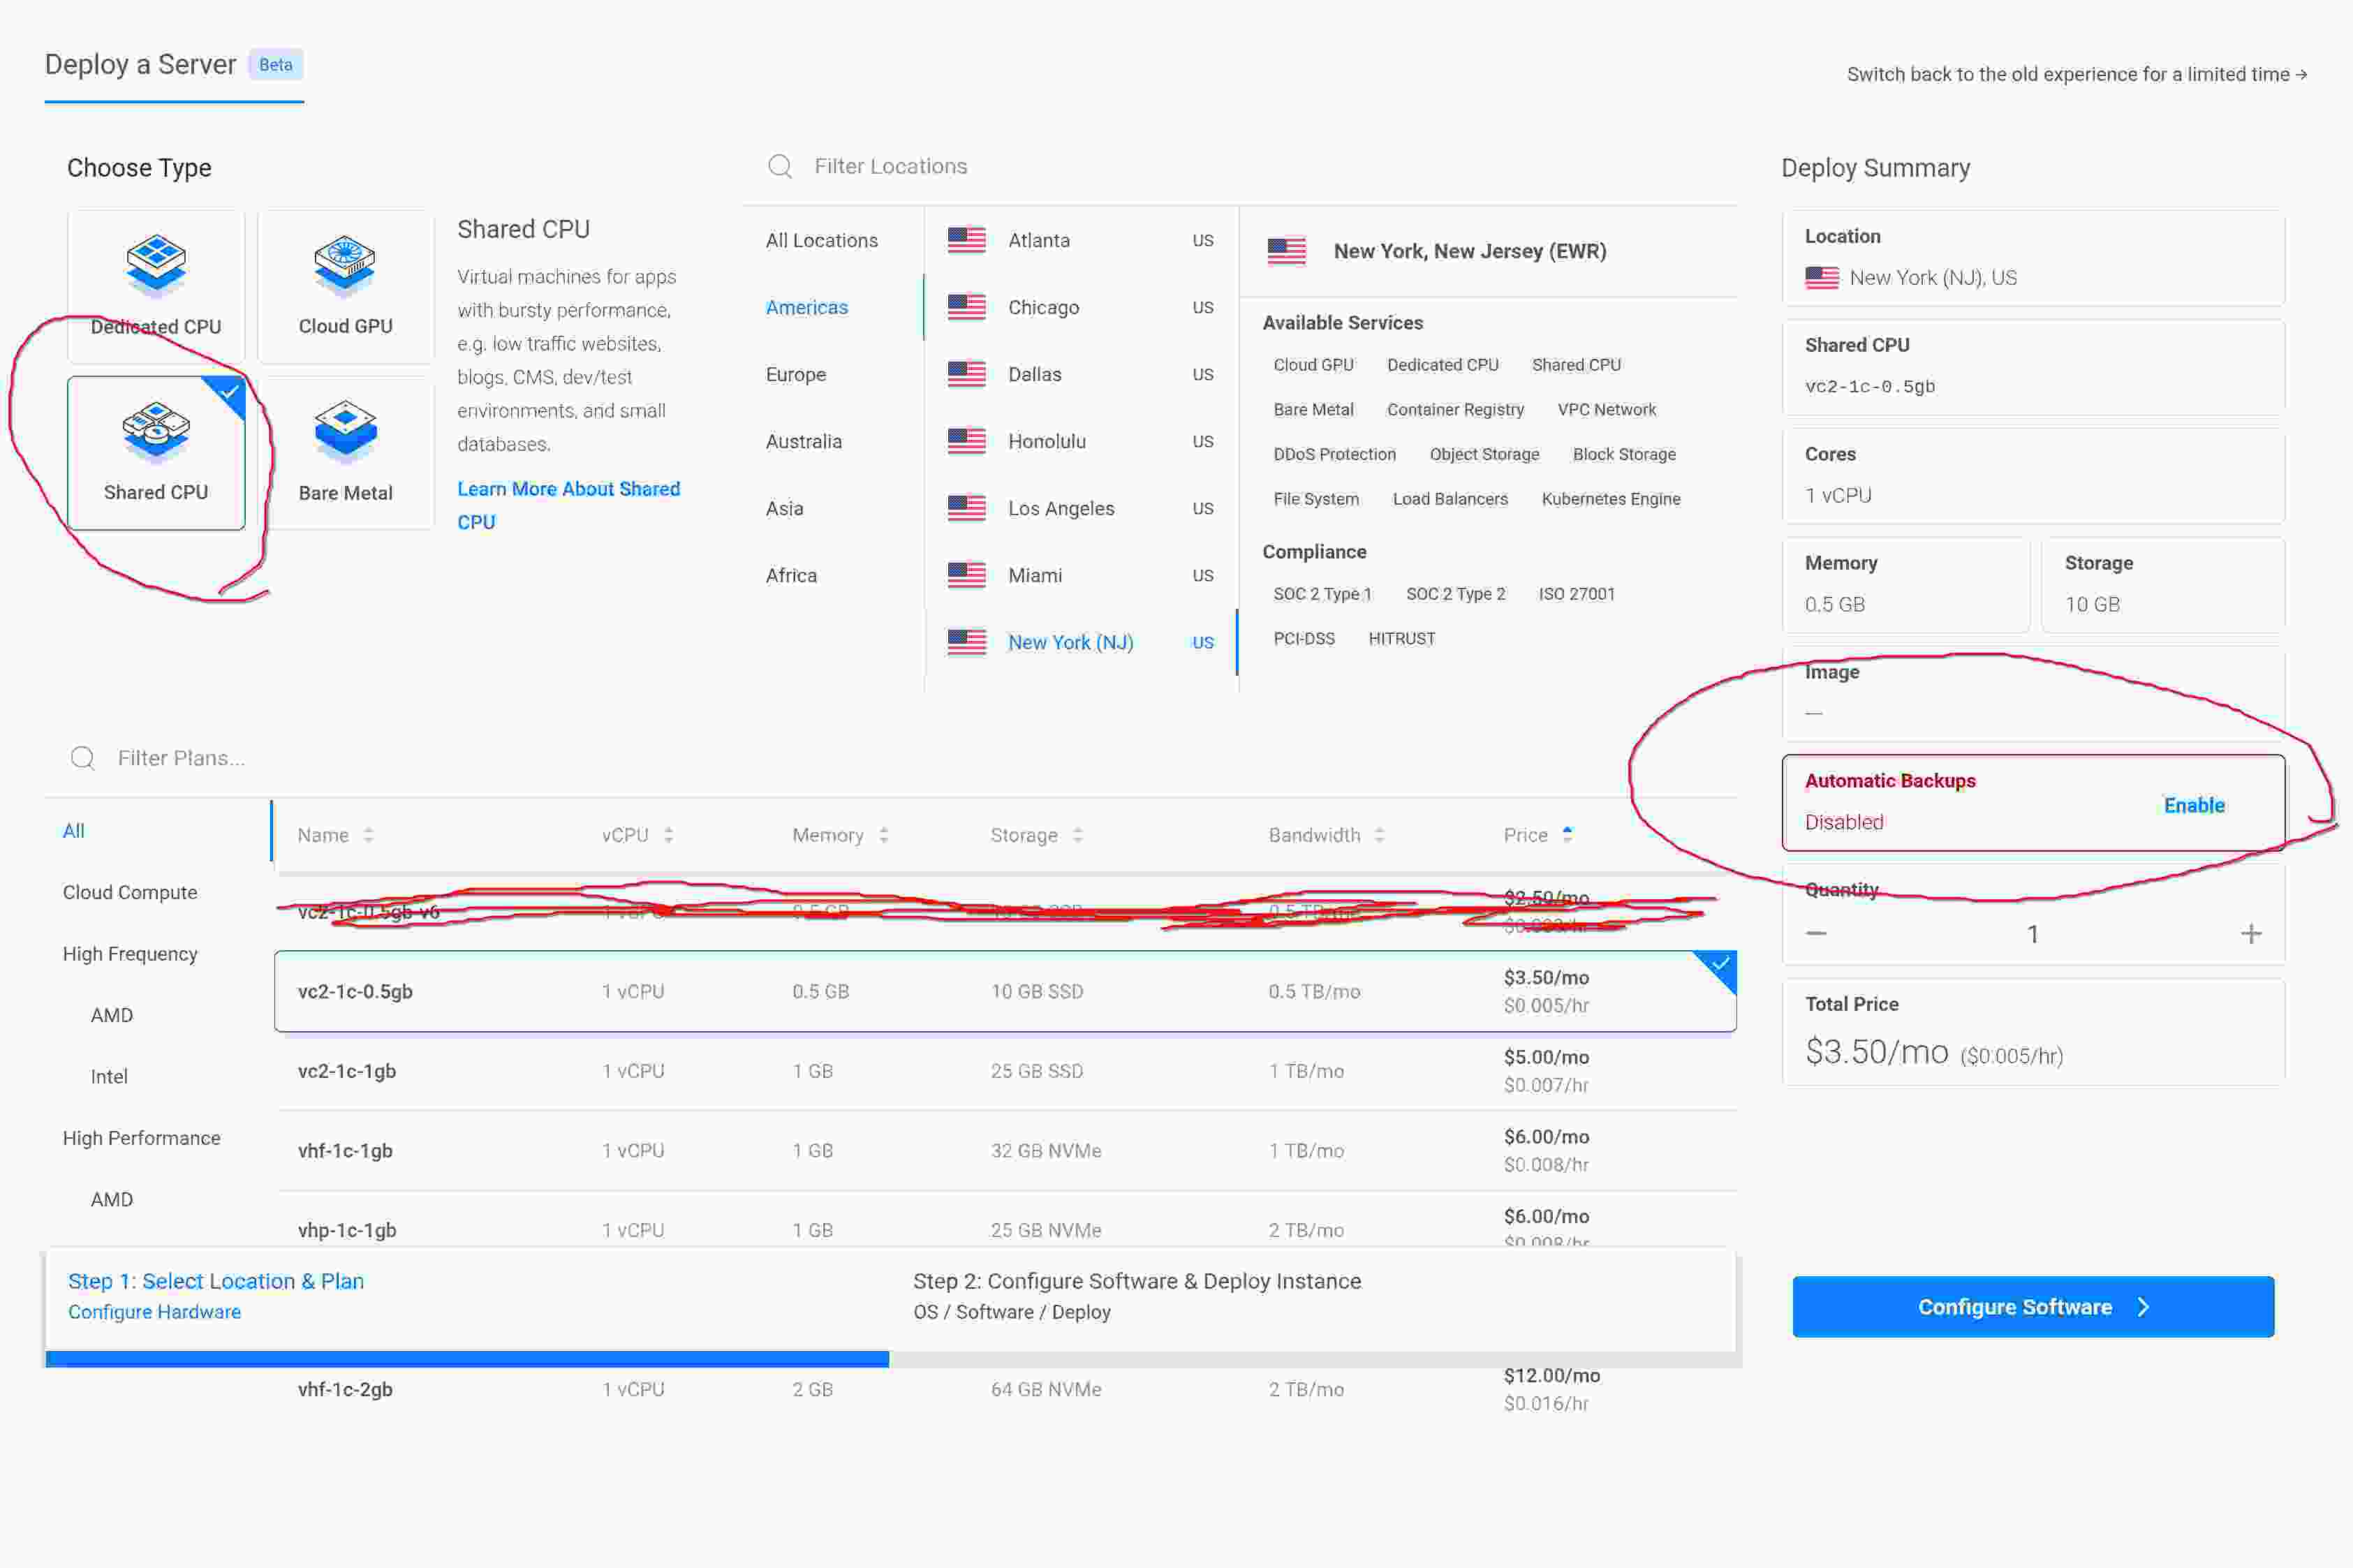 Deploy a Server Beta
Switch back to the old experience for a limited time →
Choose Type
Dedicated CPU
Cloud GPU
Shared CPU
Bare Metal
Shared CPU
Virtual machines for apps
with bursty performance,
e.g. low traffic websites,
blogs, CMS, dev/test
environments, and small
databases.
Learn More About Shared
CPU
Filter Locations
All Locations
Americas
Europe
Australia
Asia
Africa
Atlanta US
Chicago US
Dallas US
Honolulu US
Los Angeles US
Miami US
New York (NJ) US
New York, New Jersey (EWR)
Available Services
Cloud GPU Dedicated CPU Shared CPU
Bare Metal Container Registry VPC Network
DDoS Protection Object Storage Block Storage
File System Load Balancers Kubernetes Engine
Compliance
SOC 2 Type 1 SOC 2 Type 2 ISO 27001
PCI-DSS HITRUST
Filter Plans...
All
Cloud Compute
High Frequency
AMD
Intel
High Performance
AMD
Name vCPU Memory Storage Bandwidth Price
vc2-1c-0.5gb-v6 1 vCPU 0.5 GB 0.5 TB/mo $2.50/mo
vc2-1c-0.5gb 1 vCPU 0.5 GB 10 GB SSD 0.5 TB/mo $3.50/mo
$0.005/hr
vc2-1c-1gb 1 vCPU 1 GB 25 GB SSD 1 TB/mo $5.00/mo
$0.007/hr
vhf-1c-1gb 1 vCPU 1 GB 32 GB NVMe 1 TB/mo $6.00/mo
$0.008/hr
vhp-1c-1gb 1 vCPU 1 GB 25 GB NVMe 2 TB/mo $6.00/mo
$0.008/hr
Step 1: Select Location & Plan
Configure Hardware
Step 2: Configure Software & Deploy Instance
OS / Software / Deploy
vhf-1c-2gb 1 vCPU 2 GB 64 GB NVMe 2 TB/mo $12.00/mo
$0.016/hr
Deploy Summary
Location
New York (NJ), US
Shared CPU
vc2-1c-0.5gb
Cores
1 vCPU
Memory
0.5 GB
Storage
10 GB
Image
—
Automatic Backups
Disabled
Enable
Quantity
− 1 +
Total Price
$3.50/mo ($0.005/hr)
Configure Software